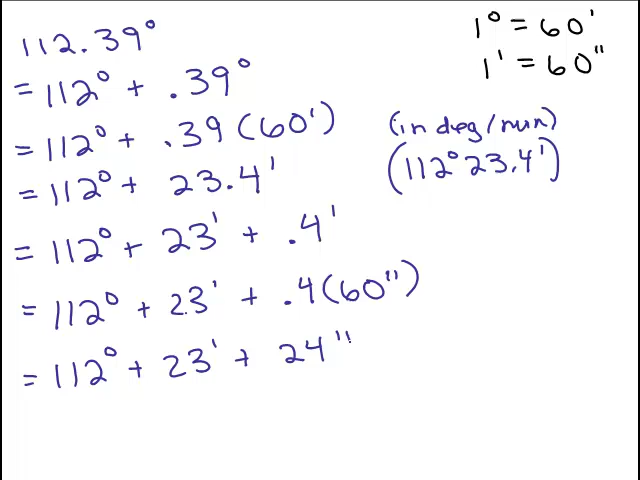 112.39°
= 112° + .39°
= 112° + .39 (60')
= 112° + 23.4'
= 112° + 23' + .4'
= 112° + 23' + .4 (60")
= 112° + 23' + 24"
1° = 60'
1' = 60"
(in deg/min)
(112° 23.4')